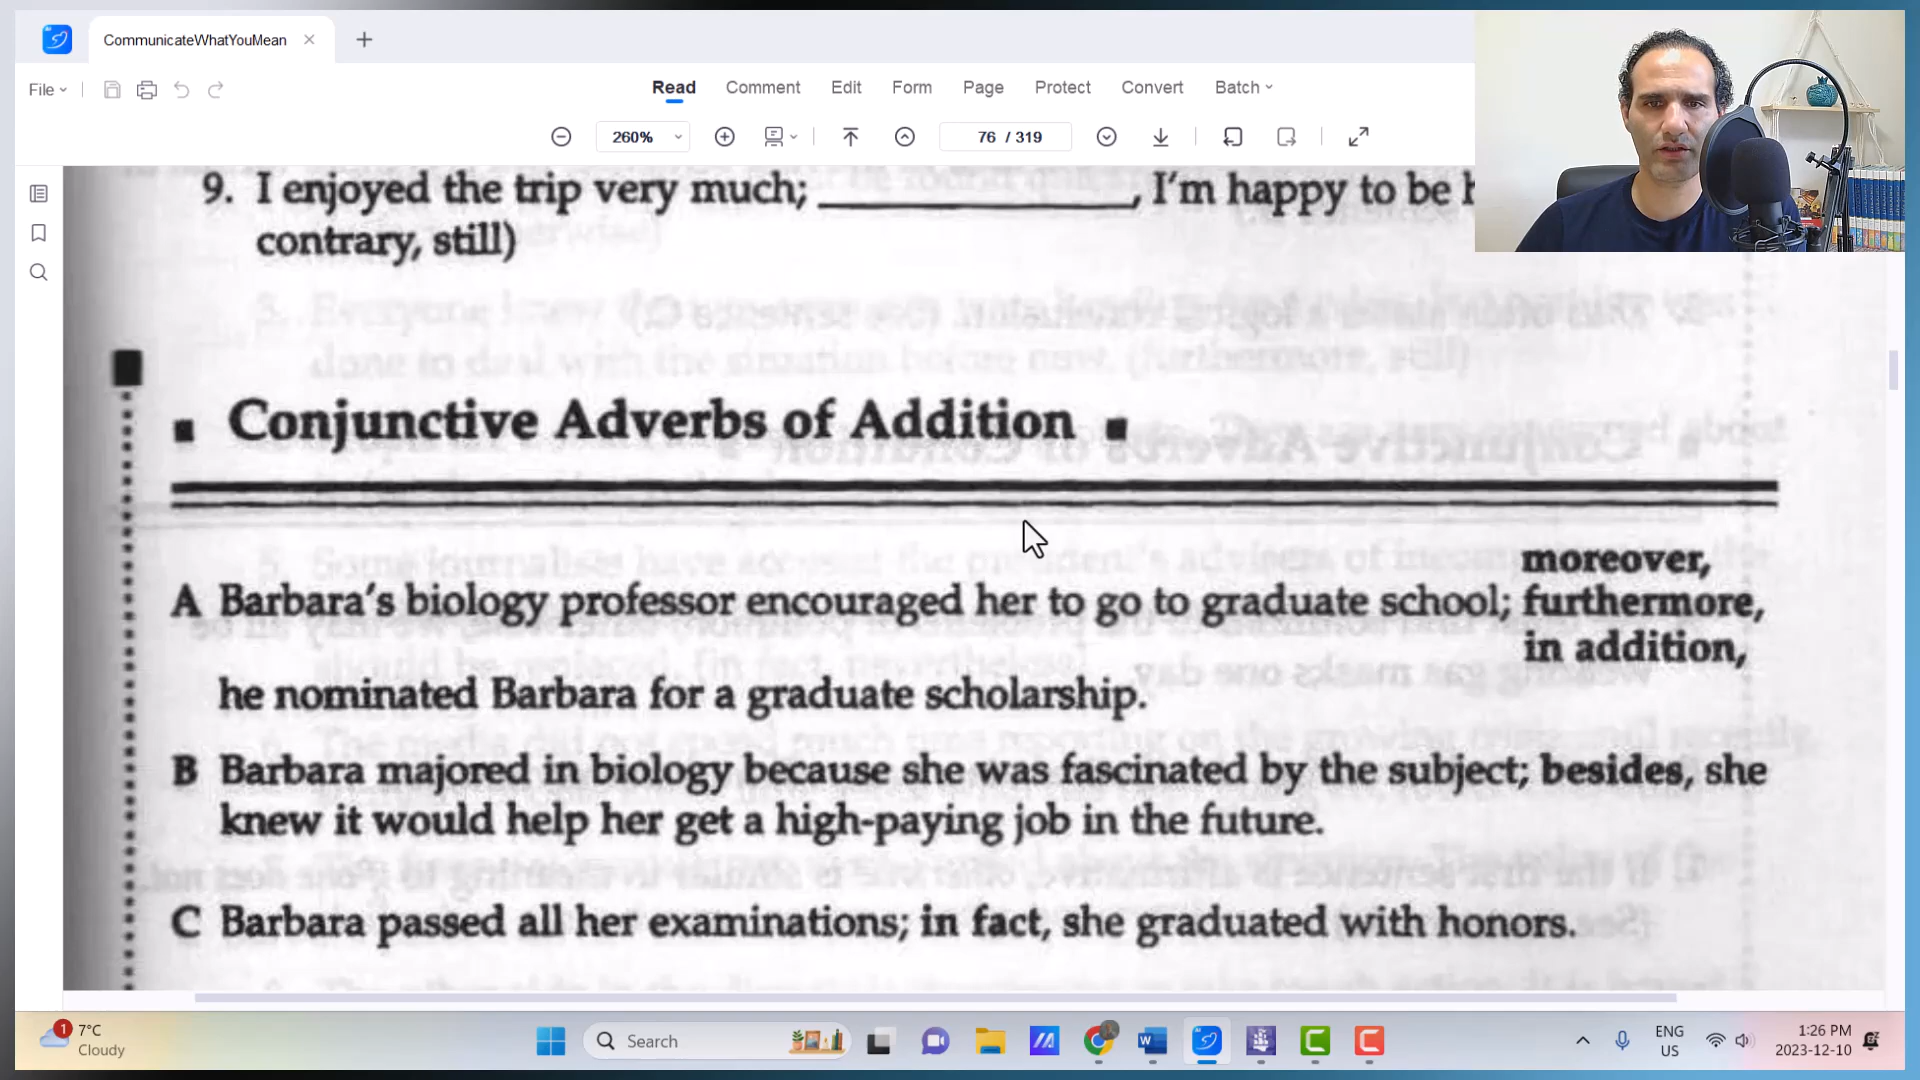 CommunicateWhatYouMean
File
Read Comment Edit Form Page Protect Convert Batch
260% 76 / 319
9. I enjoyed the trip very much; ______________, I'm happy to be h
contrary, still)
Conjunctive Adverbs of Addition
moreover,
A Barbara's biology professor encouraged her to go to graduate school; furthermore,
in addition,
he nominated Barbara for a graduate scholarship.
B Barbara majored in biology because she was fascinated by the subject; besides, she
knew it would help her get a high-paying job in the future.
C Barbara passed all her examinations; in fact, she graduated with honors.
1
7°C
Cloudy
Search
ENG
US
1:26 PM
2023-12-10